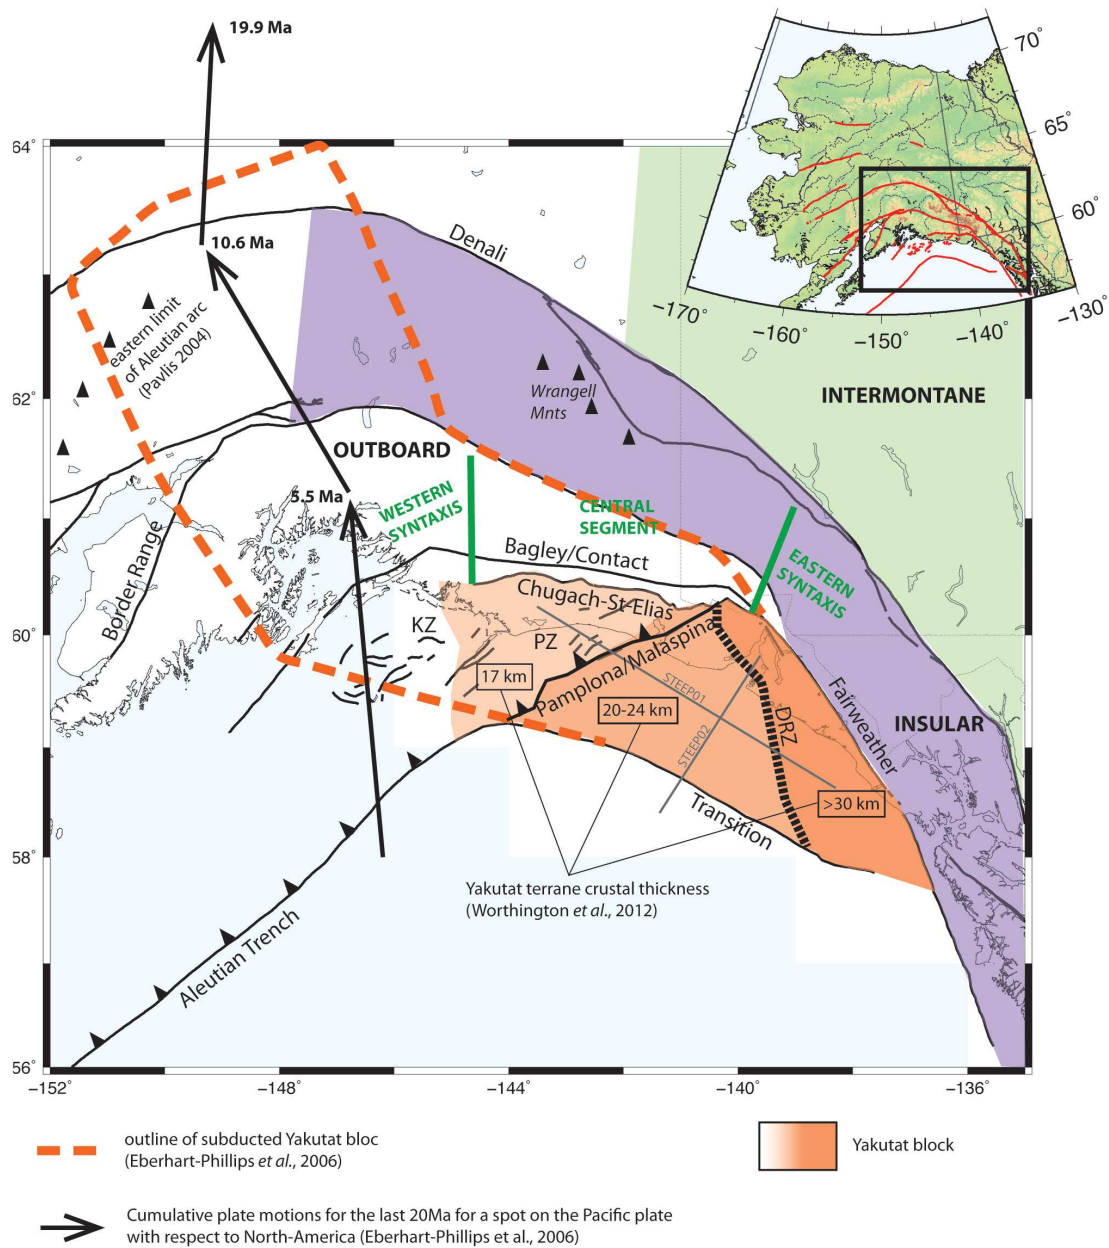 19.9 Ma
70°
65°
60°
−170°
−160°
−150°
−140°
−130°
64°
62°
60°
58°
56°
−152°
−148°
−144°
−140°
−136°
10.6 Ma
Denali
eastern limit
of Aleutian arc
(Pavlis 2004)
Wrangell
Mnts
INTERMONTANE
OUTBOARD
5.5 Ma
WESTERN
SYNTAXIS
CENTRAL
SEGMENT
EASTERN
SYNTAXIS
Border Range
Bagley/Contact
Chugach-St-Elias
KZ
PZ
Pamplona/Malaspina
17 km
20-24 km
>30 km
STEEP01
STEEP02
DRZ
Fairweather
INSULAR
Transition
Yakutat terrane crustal thickness
(Worthington et al., 2012)
Aleutian Trench
outline of subducted Yakutat bloc
(Eberhart-Phillips et al., 2006)
Yakutat block
Cumulative plate motions for the last 20Ma for a spot on the Pacific plate
with respect to North-America (Eberhart-Phillips et al., 2006)